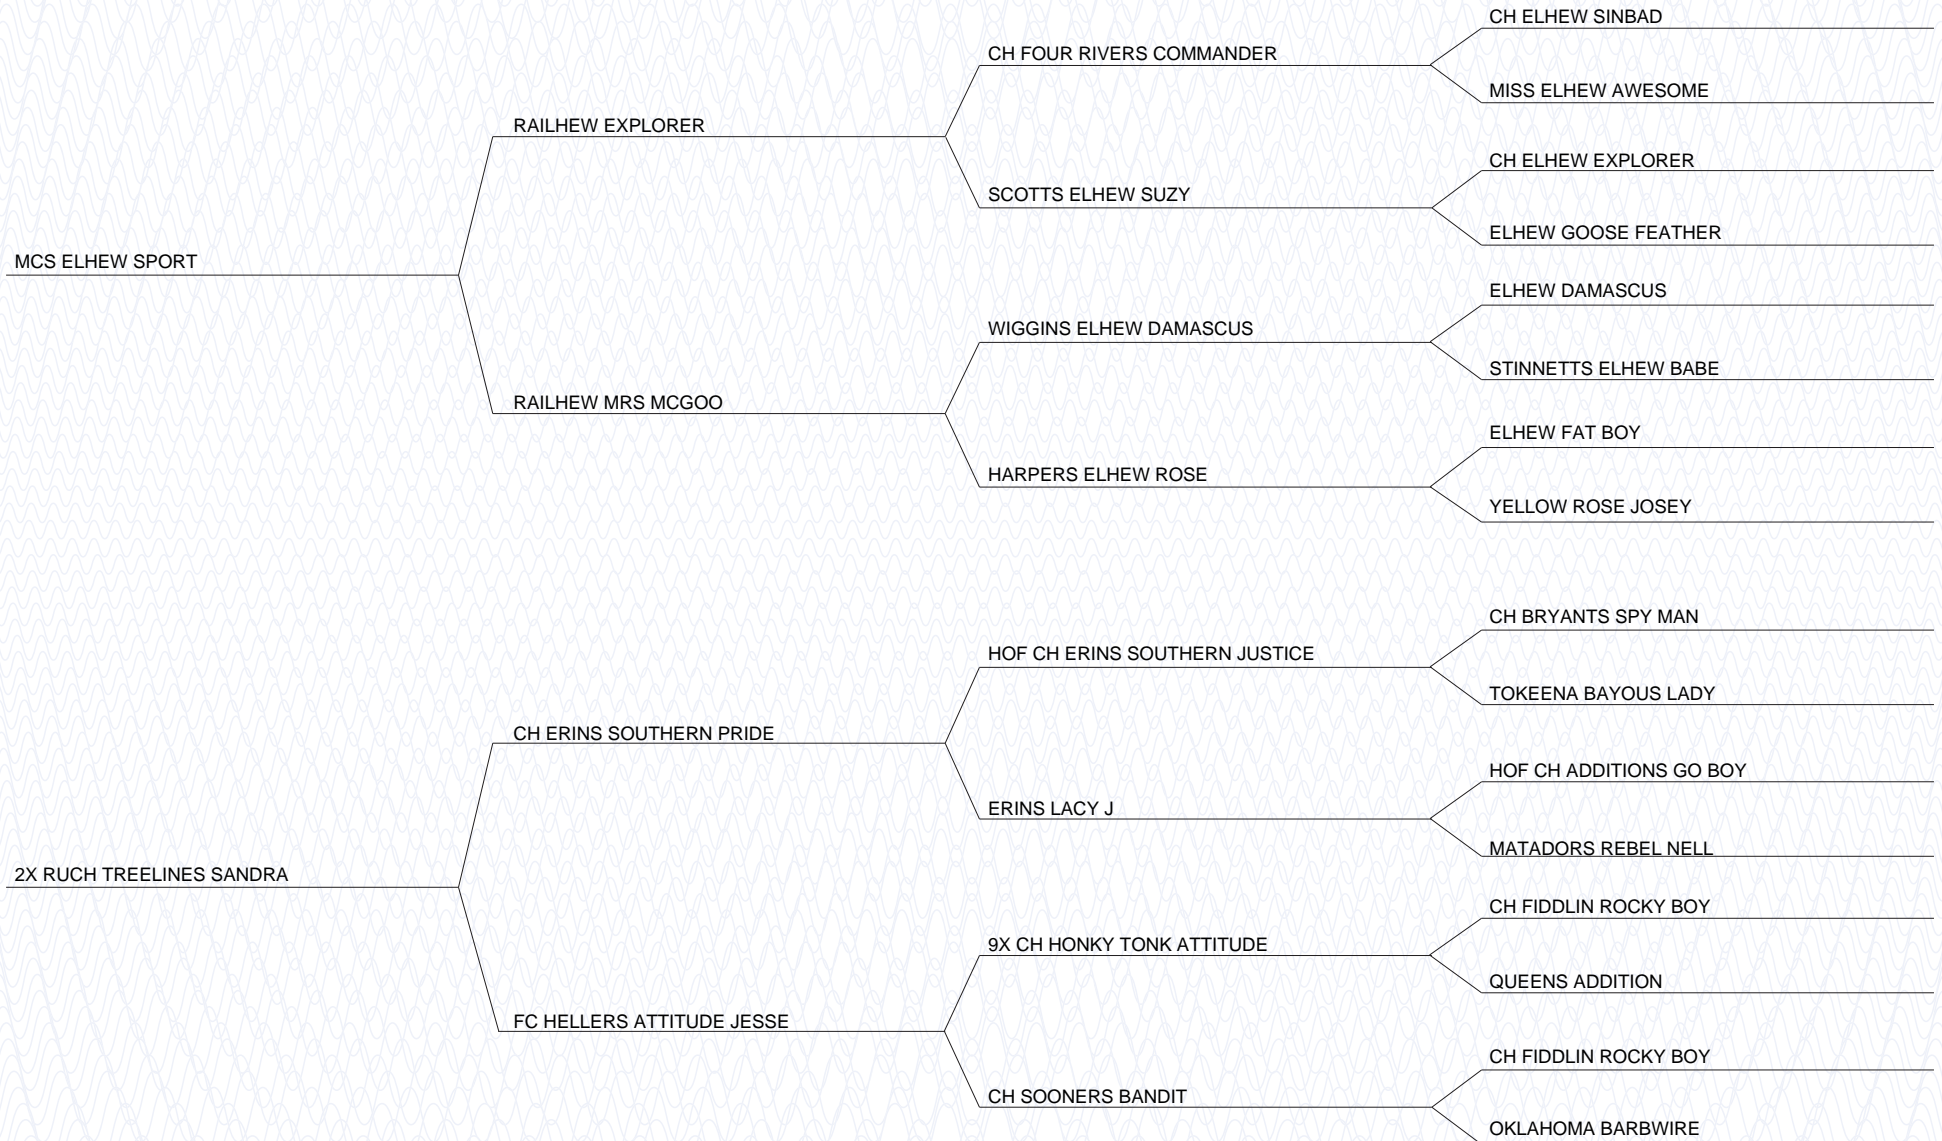 CH ELHEW SINBAD
CH FOUR RIVERS COMMANDER
MISS ELHEW AWESOME
RAILHEW EXPLORER
CH ELHEW EXPLORER
SCOTTS ELHEW SUZY
ELHEW GOOSE FEATHER
MCS ELHEW SPORT
ELHEW DAMASCUS
WIGGINS ELHEW DAMASCUS
STINNETTS ELHEW BABE
RAILHEW MRS MCGOO
ELHEW FAT BOY
HARPERS ELHEW ROSE
YELLOW ROSE JOSEY
CH BRYANTS SPY MAN
HOF CH ERINS SOUTHERN JUSTICE
TOKEENA BAYOUS LADY
CH ERINS SOUTHERN PRIDE
HOF CH ADDITIONS GO BOY
ERINS LACY J
MATADORS REBEL NELL
2X RUCH TREELINES SANDRA
CH FIDDLIN ROCKY BOY
9X CH HONKY TONK ATTITUDE
QUEENS ADDITION
FC HELLERS ATTITUDE JESSE
CH FIDDLIN ROCKY BOY
CH SOONERS BANDIT
OKLAHOMA BARBWIRE